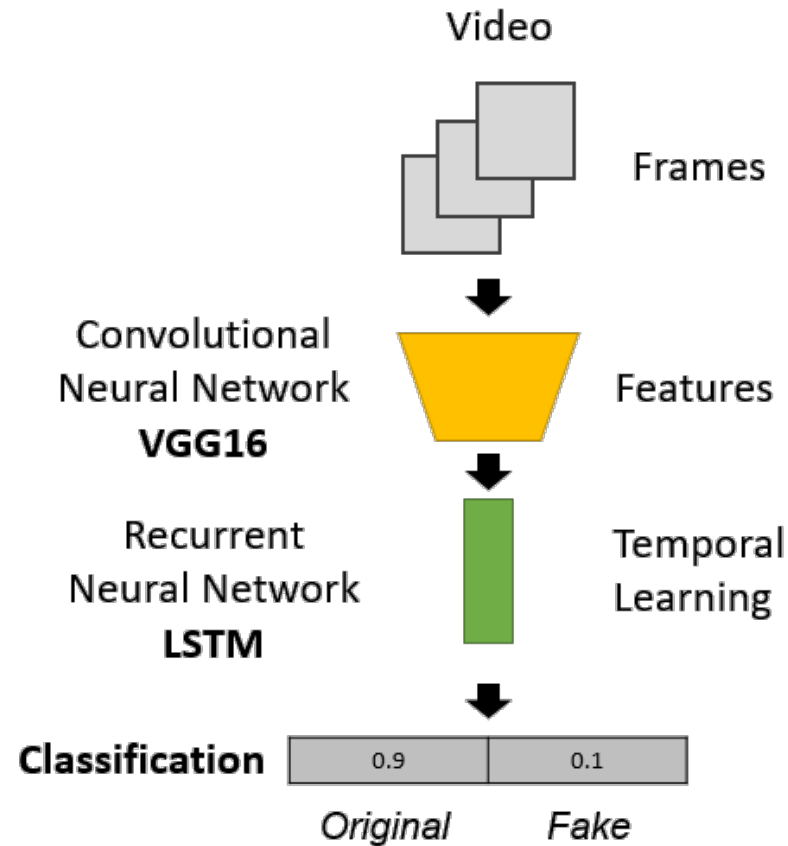 Video
Frames
Convolutional
Neural Network
VGG16
Features
Recurrent
Neural Network
LSTM
Temporal
Learning
Classification
0.9
0.1
Original
Fake